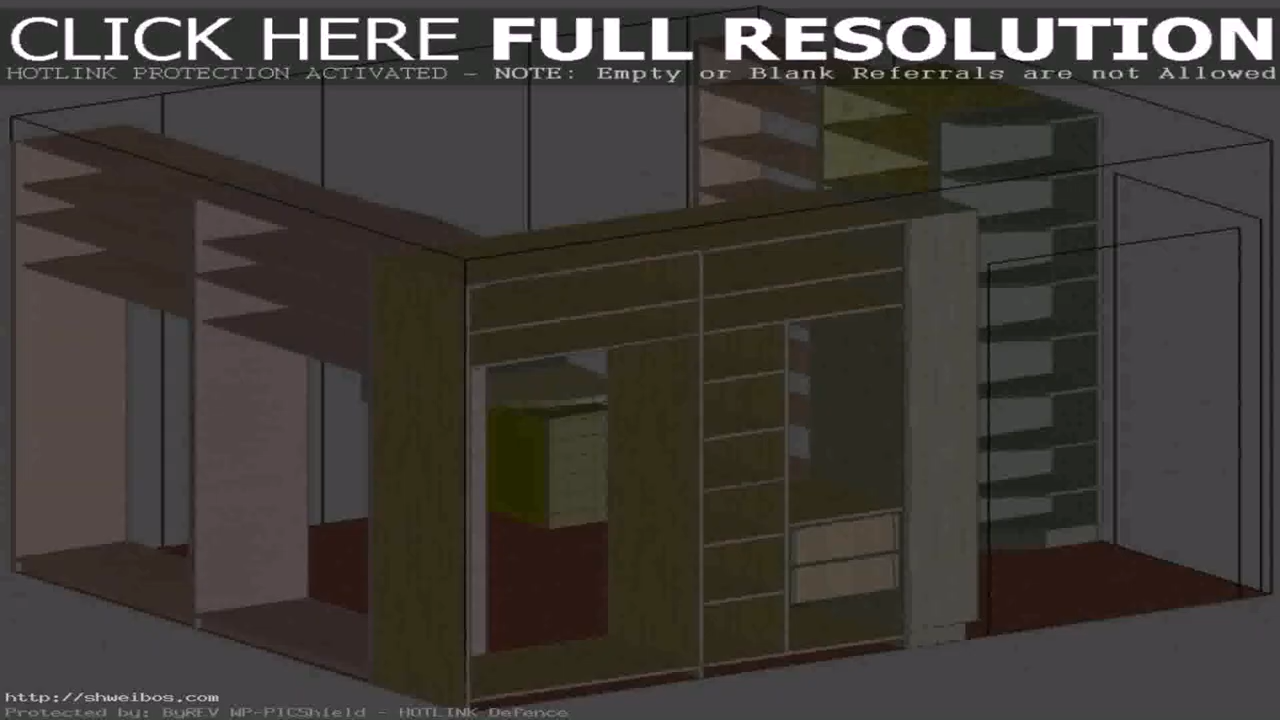 CLICK HERE FULL RESOLUTION
HOTLINK PROTECTION ACTIVATED - NOTE: Empty or Blank Referrals are not Allowed
http://shweibos.com
Protected by: ByREV WP-PICShield - HOTLINK Defence